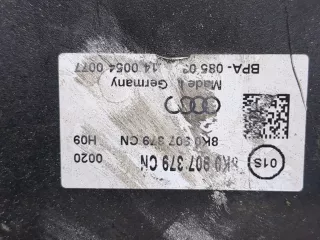 8K0 907 379 CN
01S
0020
8K0 907 379 CN H09
Made in Germany
BPA- 085 03 14 0054 0077